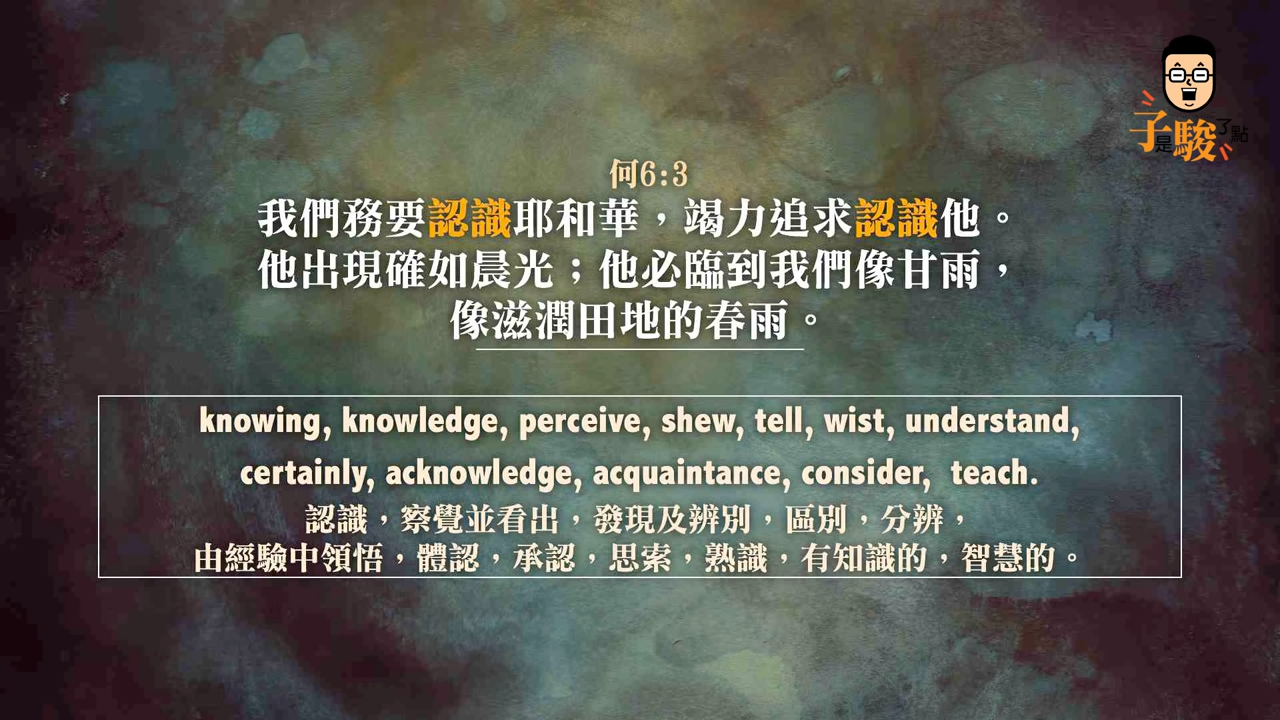 子是駿了點
何6:3
我們務要認識耶和華，竭力追求認識他。
他出現確如晨光；他必臨到我們像甘雨，
像滋潤田地的春雨。
knowing, knowledge, perceive, shew, tell, wist, understand,
certainly, acknowledge, acquaintance, consider,  teach.
認識，察覺並看出，發現及辨別，區別，分辨，
由經驗中領悟，體認，承認，思索，熟識，有知識的，智慧的。